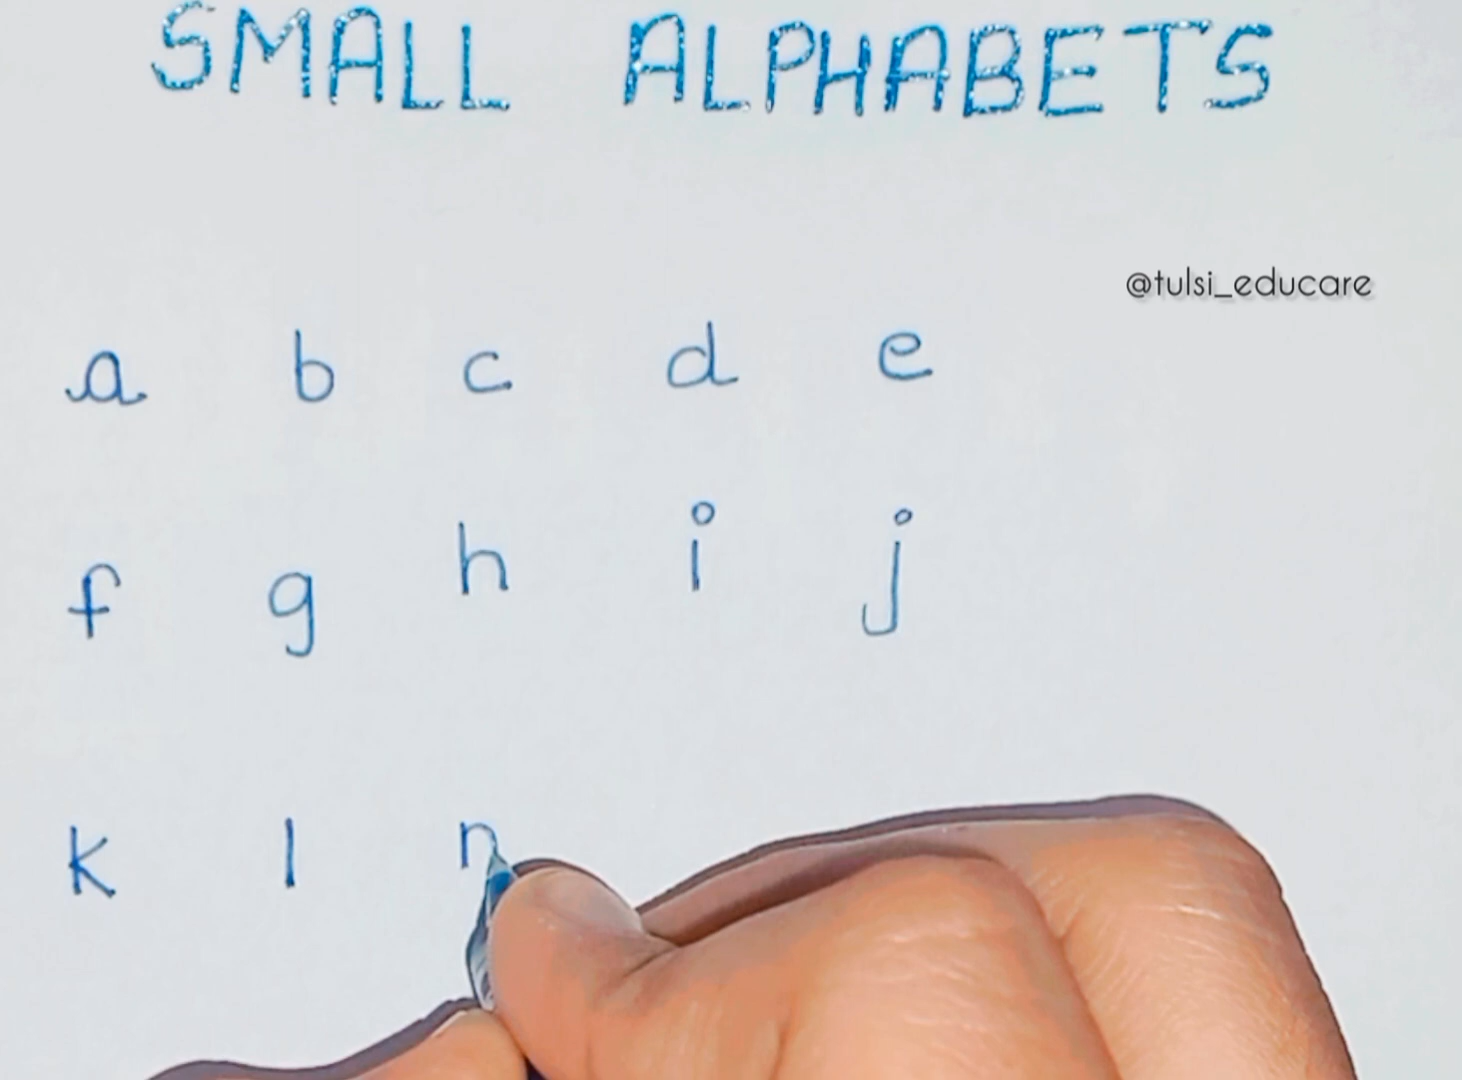 SMALL ALPHABETS
@tulsi_educare
a b c d e
f g h i j
k l n